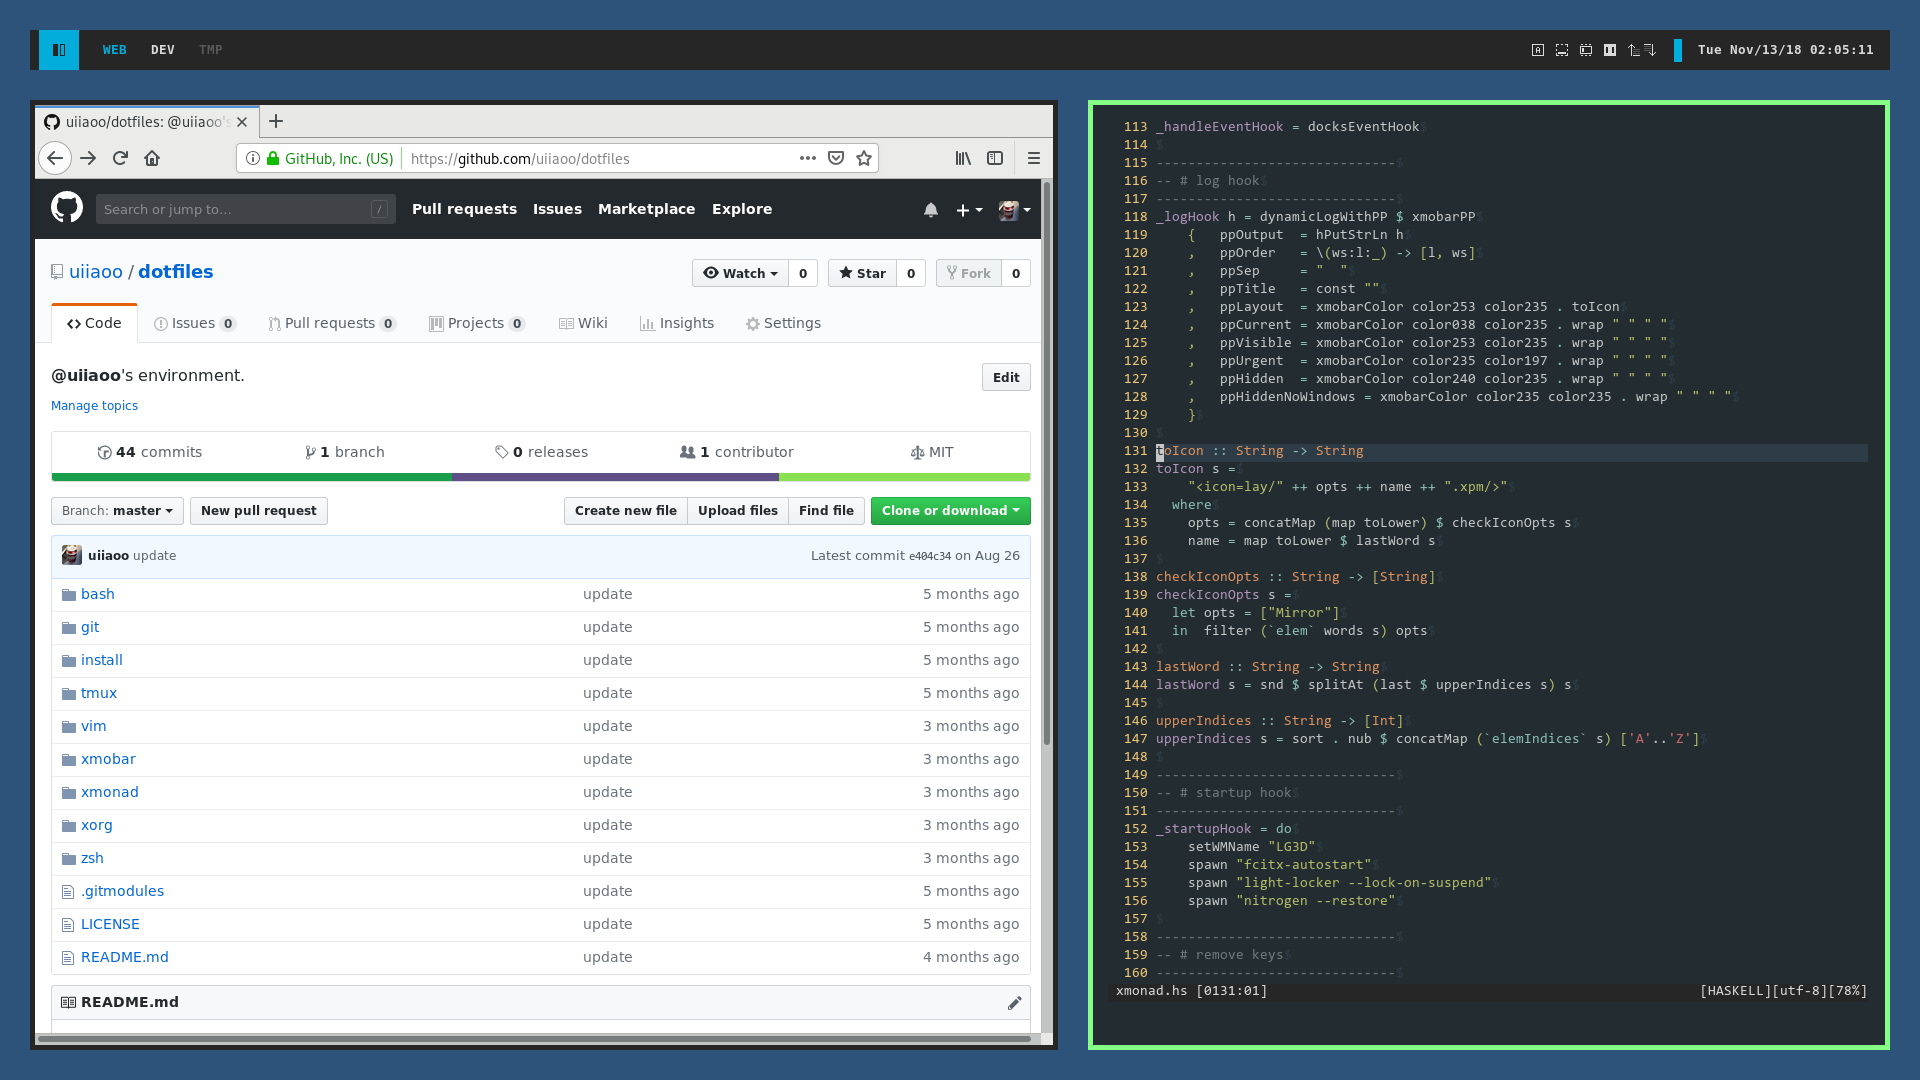 WEB DEV TMP
A
Tue Nov/13/18 02:05:11
uiiaoo/dotfiles: @uiiaoo's
GitHub, Inc. (US) https://github.com/uiiaoo/dotfiles
Search or jump to… / Pull requests Issues Marketplace Explore
uiiaoo / dotfiles Watch 0 Star 0 Fork 0
Code Issues 0 Pull requests 0 Projects 0 Wiki Insights Settings
@uiiaoo's environment. Edit
Manage topics
44 commits 1 branch 0 releases 1 contributor MIT
Branch: master New pull request Create new file Upload files Find file Clone or download
uiiaoo update Latest commit e404c34 on Aug 26
bash update 5 months ago
git update 5 months ago
install update 5 months ago
tmux update 5 months ago
vim update 3 months ago
xmobar update 3 months ago
xmonad update 3 months ago
xorg update 3 months ago
zsh update 3 months ago
.gitmodules update 5 months ago
LICENSE update 5 months ago
README.md update 4 months ago
README.md
113 _handleEventHook = docksEventHook$
114 $
115 ------------------------------$
116 -- # log hook$
117 ------------------------------$
118 _logHook h = dynamicLogWithPP $ xmobarPP$
119     {   ppOutput  = hPutStrLn h$
120     ,   ppOrder   = \(ws:l:_) -> [l, ws]$
121     ,   ppSep     = "  "$
122     ,   ppTitle   = const ""$
123     ,   ppLayout  = xmobarColor color253 color235 . toIcon$
124     ,   ppCurrent = xmobarColor color038 color235 . wrap " " " "$
125     ,   ppVisible = xmobarColor color253 color235 . wrap " " " "$
126     ,   ppUrgent  = xmobarColor color235 color197 . wrap " " " "$
127     ,   ppHidden  = xmobarColor color240 color235 . wrap " " " "$
128     ,   ppHiddenNoWindows = xmobarColor color235 color235 . wrap " " " "$
129     }$
130 $
131 toIcon :: String -> String
132 toIcon s =$
133     "<icon=lay/" ++ opts ++ name ++ ".xpm/>"$
134   where$
135     opts = concatMap (map toLower) $ checkIconOpts s$
136     name = map toLower $ lastWord s$
137 $
138 checkIconOpts :: String -> [String]$
139 checkIconOpts s =$
140   let opts = ["Mirror"]$
141   in  filter (`elem` words s) opts$
142 $
143 lastWord :: String -> String$
144 lastWord s = snd $ splitAt (last $ upperIndices s) s$
145 $
146 upperIndices :: String -> [Int]$
147 upperIndices s = sort . nub $ concatMap (`elemIndices` s) ['A'..'Z']$
148 $
149 ------------------------------$
150 -- # startup hook$
151 ------------------------------$
152 _startupHook = do$
153     setWMName "LG3D"$
154     spawn "fcitx-autostart"$
155     spawn "light-locker --lock-on-suspend"$
156     spawn "nitrogen --restore"$
157 $
158 ------------------------------$
159 -- # remove keys$
160 ------------------------------$
xmonad.hs [0131:01] [HASKELL][utf-8][78%]